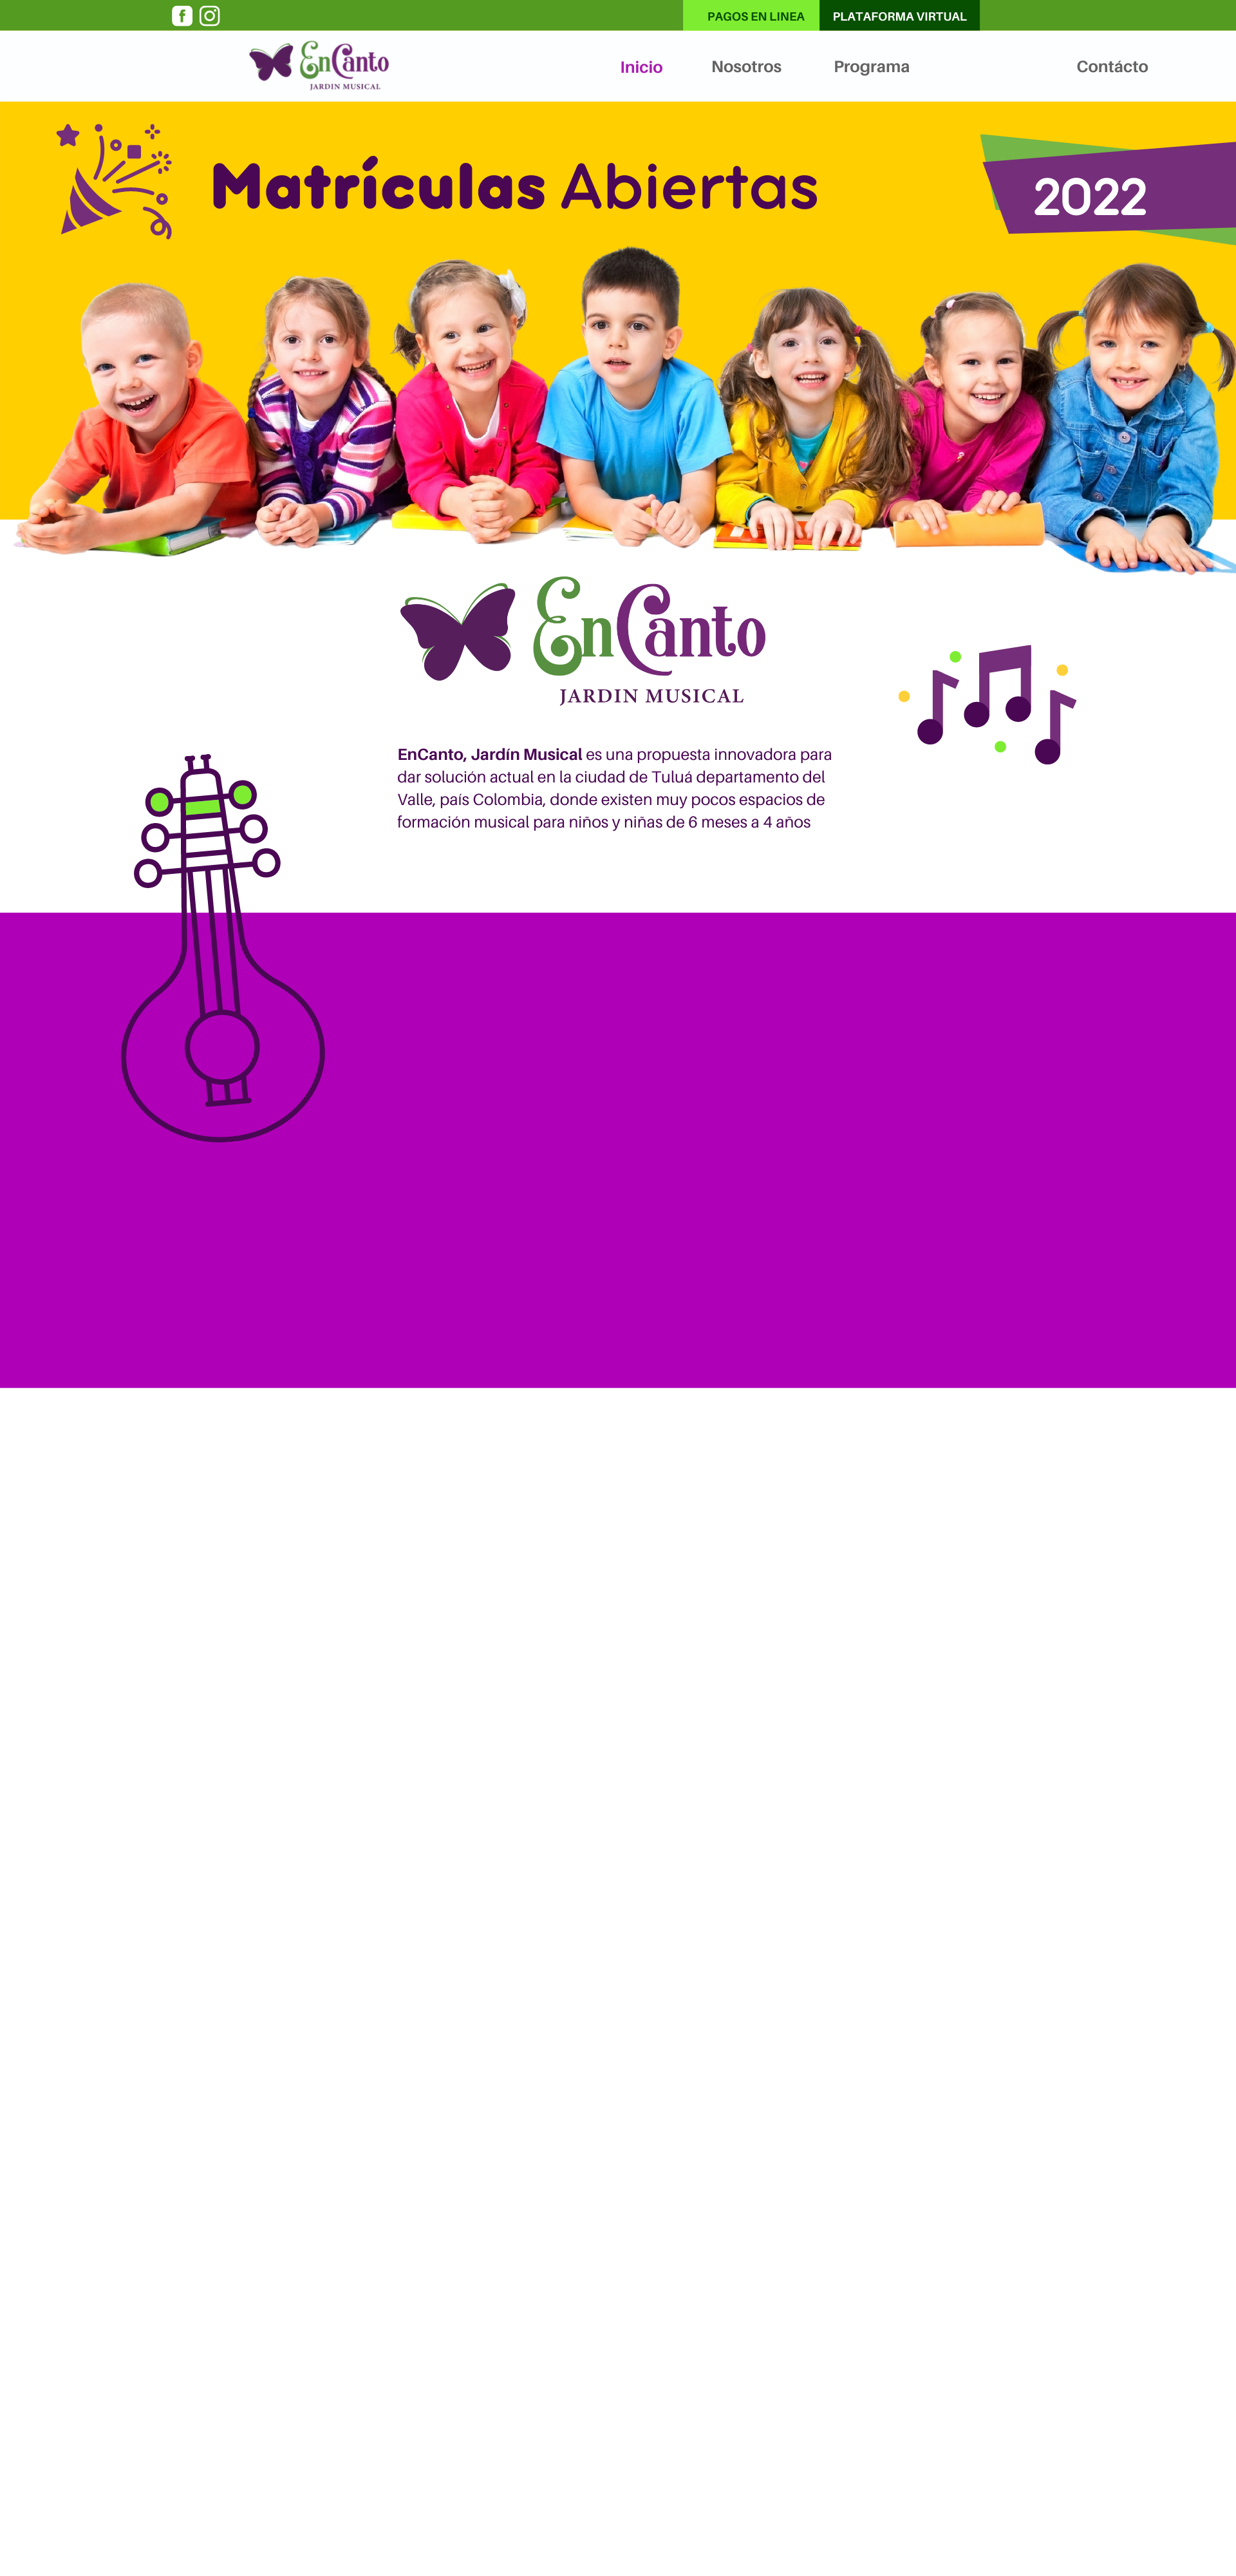 PAGOS EN LINEA PLATAFORMA VIRTUAL
EnCanto
JARDIN MUSICAL
Inicio Nosotros Programa Contácto
Matrículas Abiertas
2022
EnCanto
JARDIN MUSICAL
EnCanto, Jardín Musical es una propuesta innovadora para
dar solución actual en la ciudad de Tuluá departamento del
Valle, país Colombia, donde existen muy pocos espacios de
formación musical para niños y niñas de 6 meses a 4 años